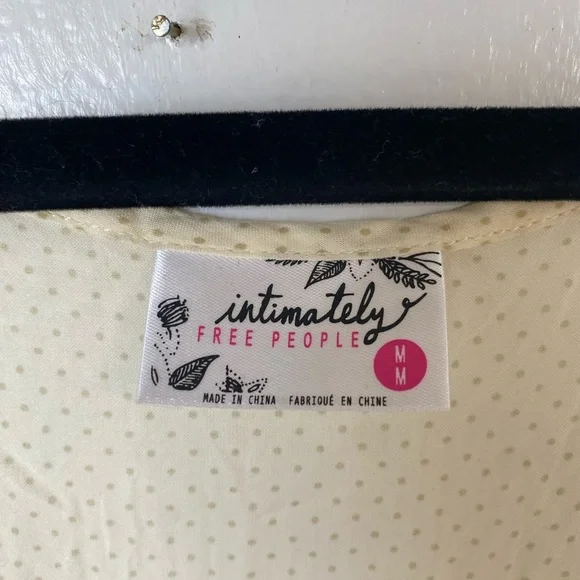 intimately
FREE PEOPLE
M
M
MADE IN CHINA FABRIQUÉ EN CHINE